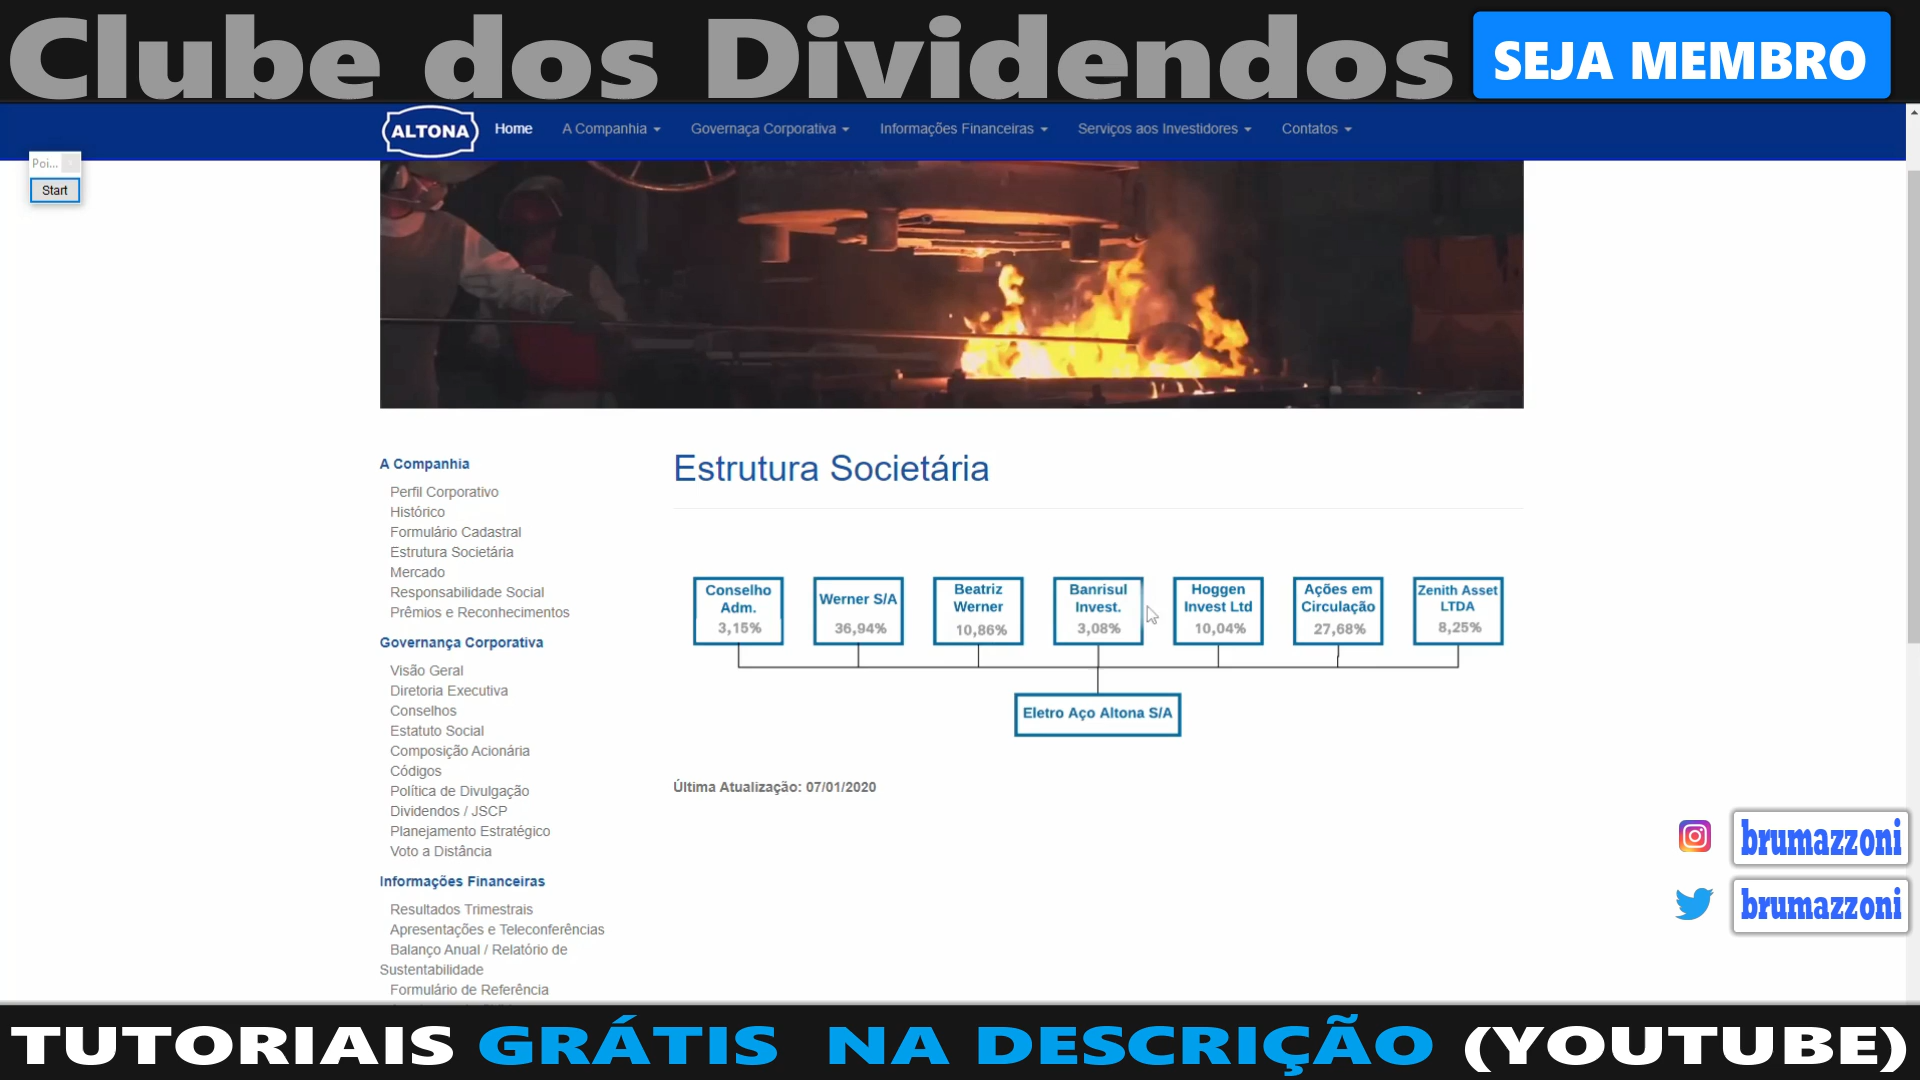 Clube dos Dividendos
SEJA MEMBRO
ALTONA
Home
A Companhia
Governaça Corporativa
Informações Financeiras
Serviços aos Investidores
Contatos
Poi...
Start
A Companhia
Perfil Corporativo
Histórico
Formulário Cadastral
Estrutura Societária
Mercado
Responsabilidade Social
Prêmios e Reconhecimentos
Governança Corporativa
Visão Geral
Diretoria Executiva
Conselhos
Estatuto Social
Composição Acionária
Códigos
Política de Divulgação
Dividendos / JSCP
Planejamento Estratégico
Voto a Distância
Informações Financeiras
Resultados Trimestrais
Apresentações e Teleconferências
Balanço Anual / Relatório de
Sustentabilidade
Formulário de Referência
Estrutura Societária
Conselho
Adm.
3,15%
Werner S/A
36,94%
Beatriz
Werner
10,86%
Banrisul
Invest.
3,08%
Hoggen
Invest Ltd
10,04%
Ações em
Circulação
27,68%
Zenith Asset
LTDA
8,25%
Eletro Aço Altona S/A
Última Atualização: 07/01/2020
brumazzoni
brumazzoni
TUTORIAIS GRÁTIS NA DESCRIÇÃO (YOUTUBE)